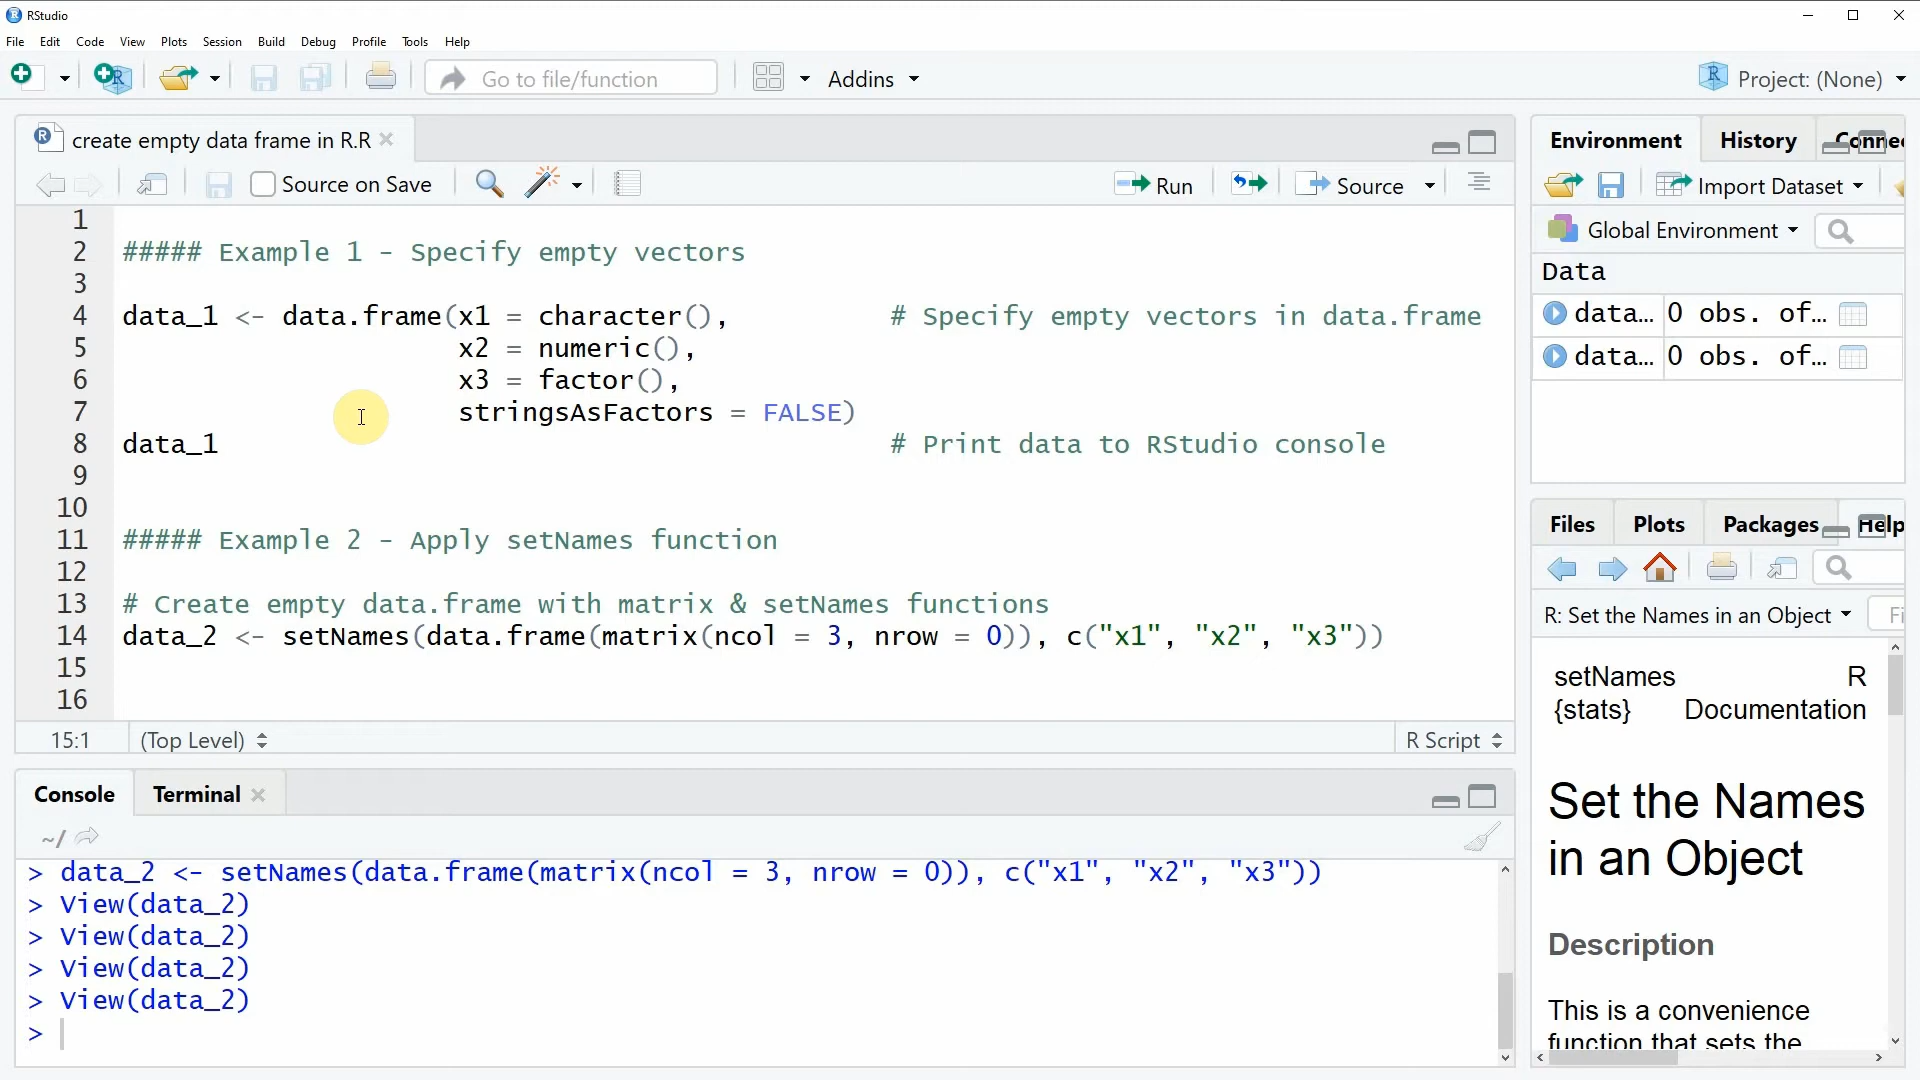 RStudio
File Edit Code View Plots Session Build Debug Profile Tools Help
Go to file/function
Addins
Project: (None)
create empty data frame in R.R
Source on Save
Run
Source
1
2 ##### Example 1 - Specify empty vectors
3
4 data_1 <- data.frame(x1 = character(), # Specify empty vectors in data.frame
5 x2 = numeric(),
6 x3 = factor(),
7 stringsAsFactors = FALSE)
8 data_1 # Print data to RStudio console
9
10
11 ##### Example 2 - Apply setNames function
12
13 # Create empty data.frame with matrix & setNames functions
14 data_2 <- setNames(data.frame(matrix(ncol = 3, nrow = 0)), c("x1", "x2", "x3"))
15
16
15:1 (Top Level) R Script
Console Terminal
~/
> data_2 <- setNames(data.frame(matrix(ncol = 3, nrow = 0)), c("x1", "x2", "x3"))
> View(data_2)
> View(data_2)
> View(data_2)
> View(data_2)
>
Environment History Conne
Import Dataset
Global Environment
Data
data… 0 obs. of…
data… 0 obs. of…
Files Plots Packages Help
R: Set the Names in an Object Fi
setNames R
{stats} Documentation
Set the Names
in an Object
Description
This is a convenience
function that sets the